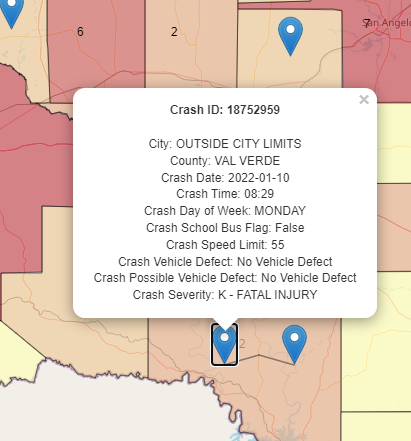 6
2
7
San Angelo
×
Crash ID: 18752959
City: OUTSIDE CITY LIMITS
County: VAL VERDE
Crash Date: 2022-01-10
Crash Time: 08:29
Crash Day of Week: MONDAY
Crash School Bus Flag: False
Crash Speed Limit: 55
Crash Vehicle Defect: No Vehicle Defect
Crash Possible Vehicle Defect: No Vehicle Defect
Crash Severity: K - FATAL INJURY
2